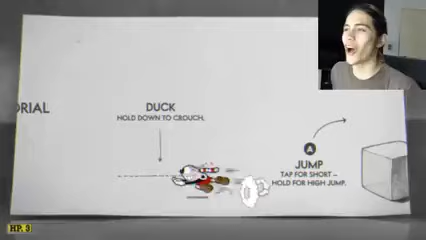 ORIAL
DUCK
HOLD DOWN TO CROUCH.
A
JUMP
TAP FOR SHORT –
HOLD FOR HIGH JUMP.
HP. 3